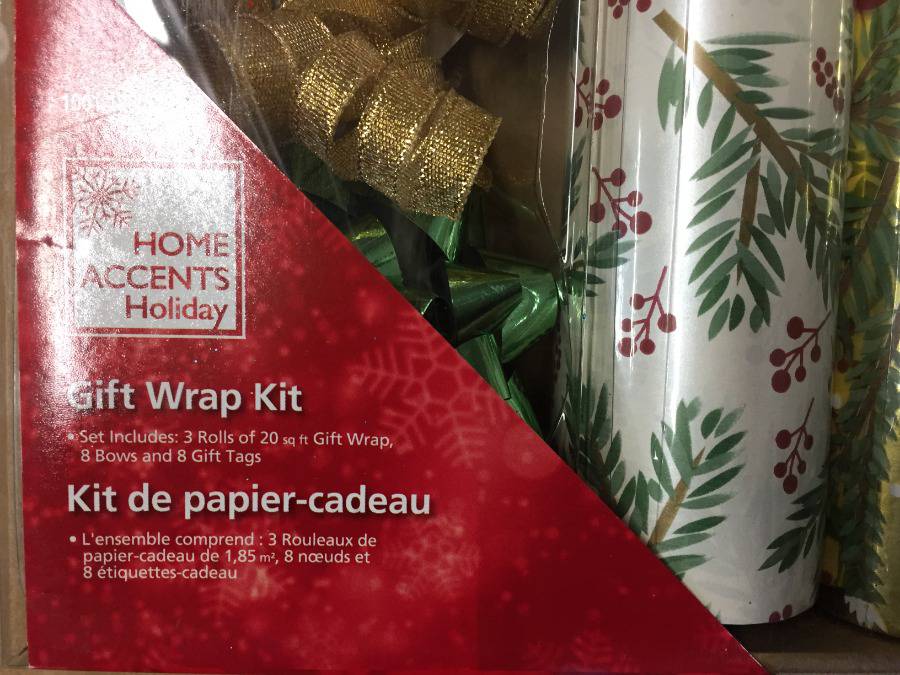 HOME
ACCENTS
Holiday
Gift Wrap Kit
• Set Includes: 3 Rolls of 20 sq ft Gift Wrap,
8 Bows and 8 Gift Tags
Kit de papier-cadeau
• L'ensemble comprend : 3 Rouleaux de
papier-cadeau de 1,85 m², 8 nœuds et
8 étiquettes-cadeau